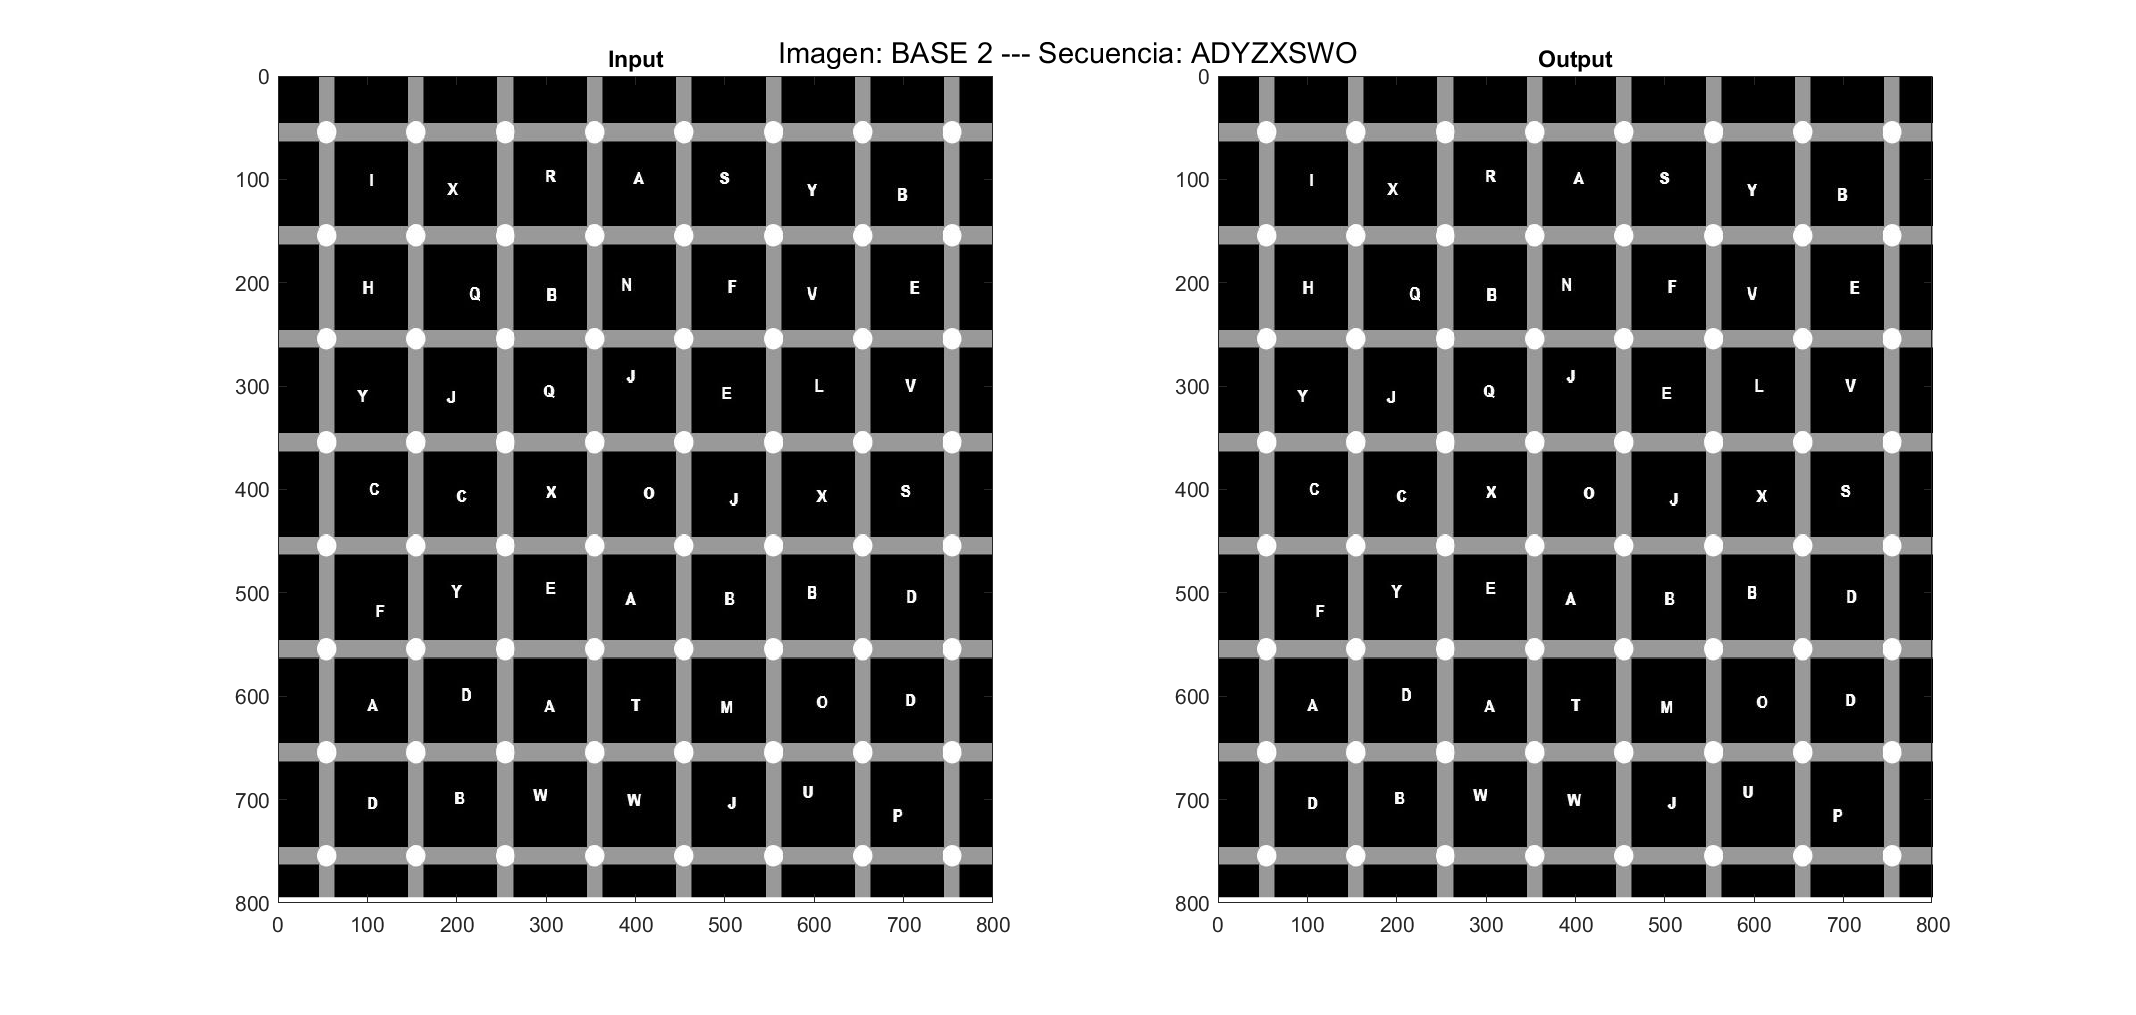 Imagen: BASE 2 --- Secuencia: ADYZXSWO
Input
0
100
200
300
400
500
600
700
800
I X R A S Y B
H Q B N F V E
Y J Q J E L V
C C X O J X S
F Y E A B B D
A D A T M O D
D B W W J U P
0 100 200 300 400 500 600 700 800
Output
0
100
200
300
400
500
600
700
800
I X R A S Y B
H Q B N F V E
Y J Q J E L V
C C X O J X S
F Y E A B B D
A D A T M O D
D B W W J U P
0 100 200 300 400 500 600 700 800